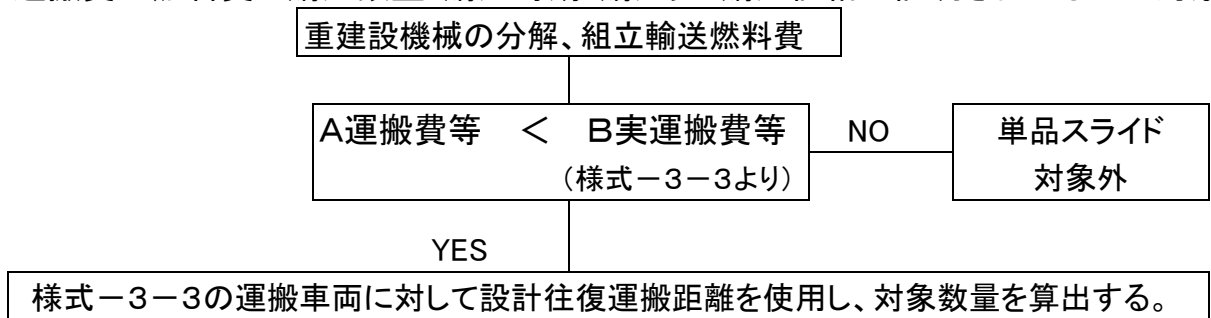 重建設機械の分解、組立輸送燃料費
A運搬費等 < B実運搬費等
(様式-3-3より)
NO
単品スライド
対象外
YES
様式-3-3の運搬車両に対して設計往復運搬距離を使用し、対象数量を算出する。